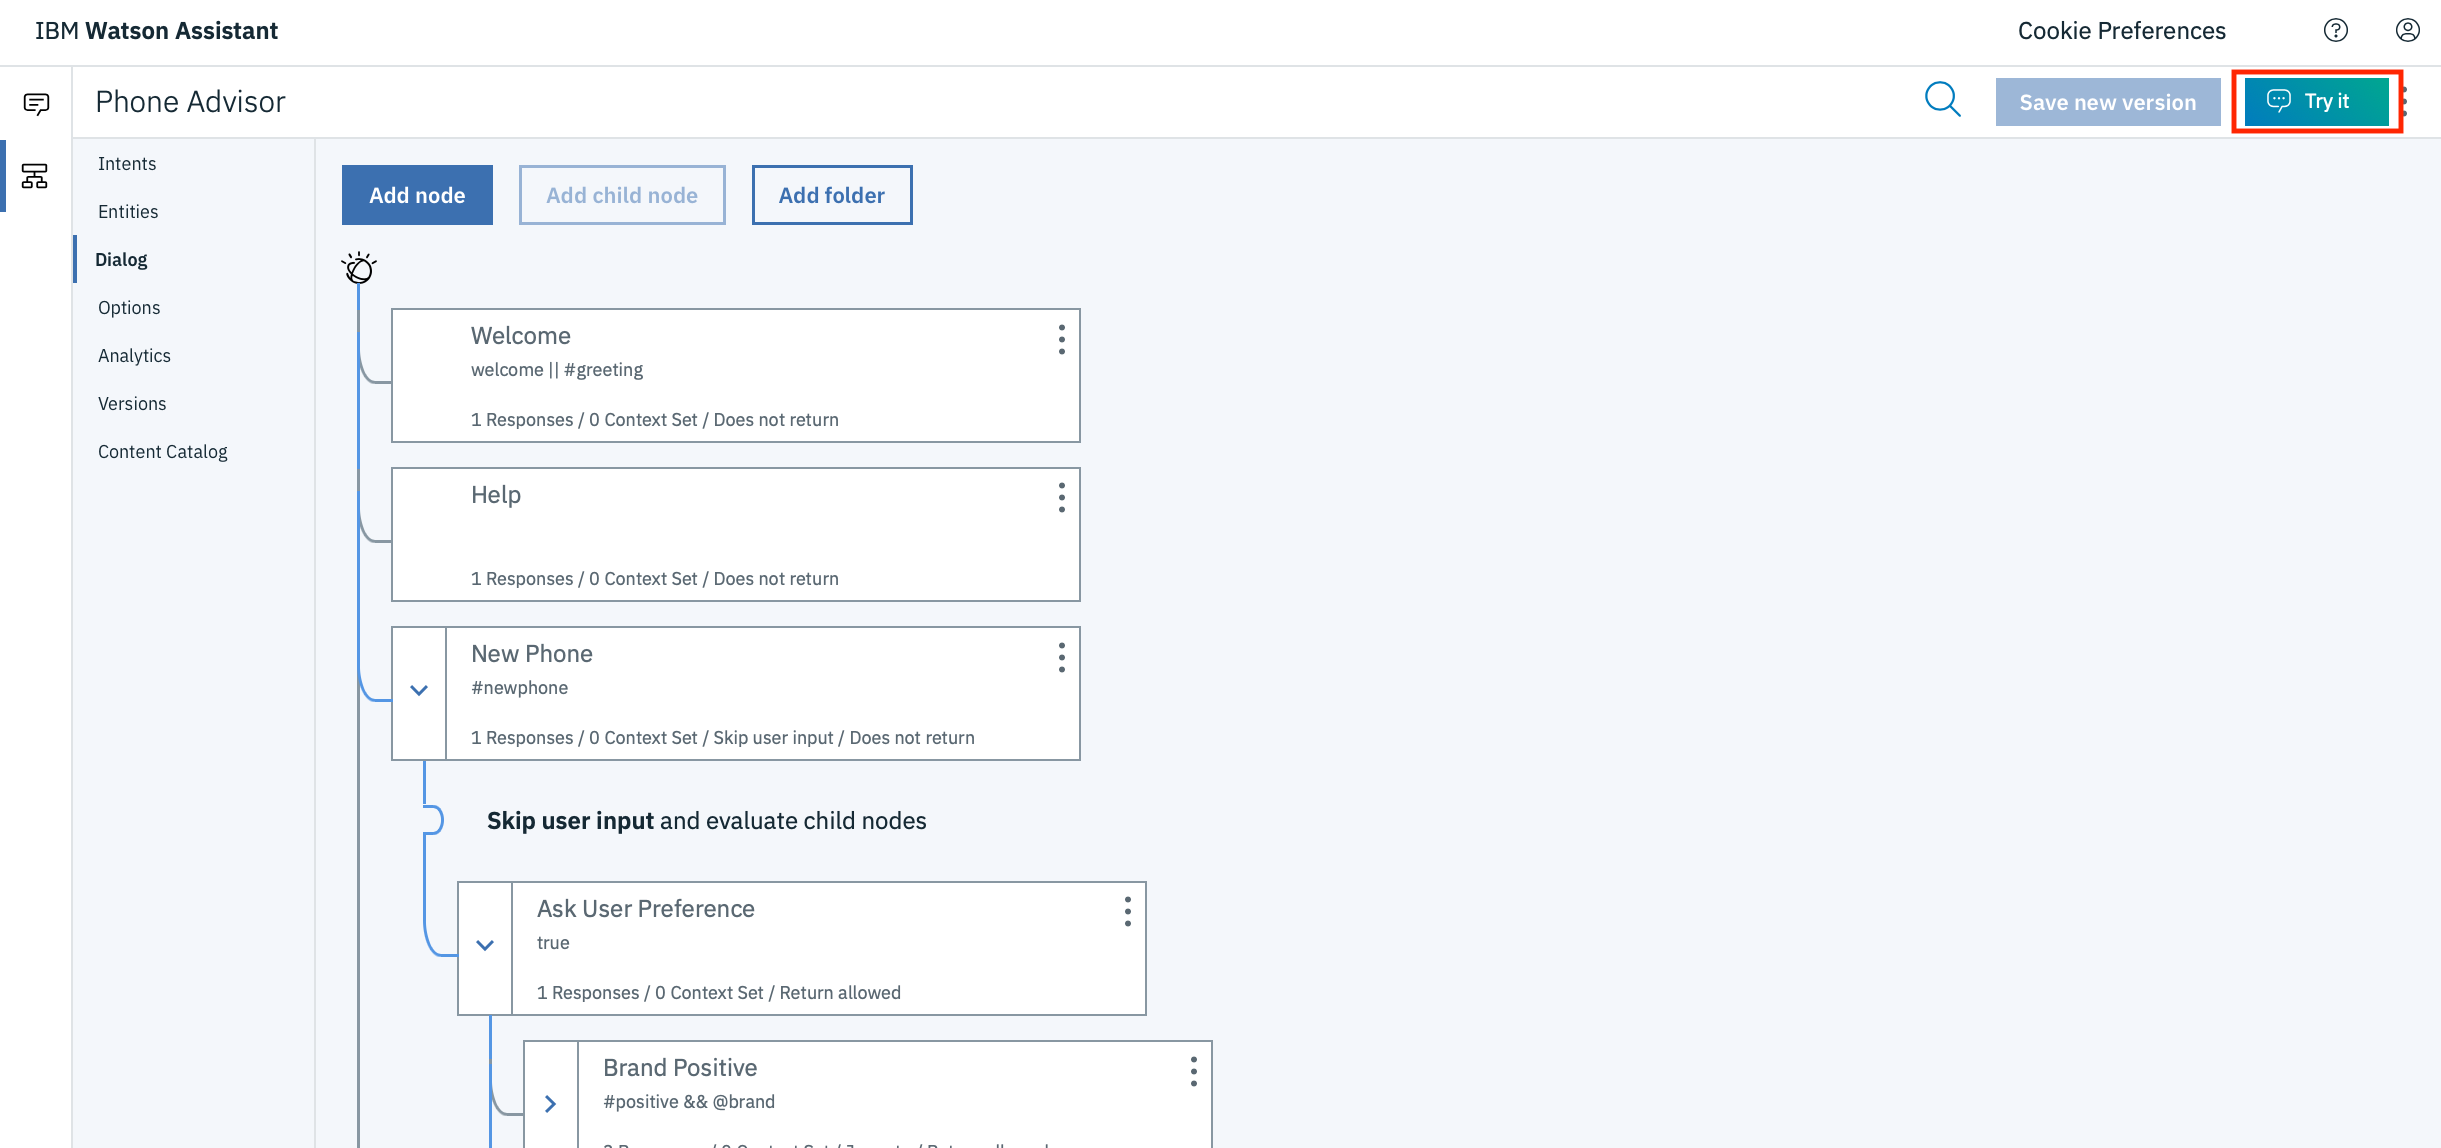 IBM Watson Assistant
Cookie Preferences
Phone Advisor
Save new version
Try it
Intents
Entities
Dialog
Options
Analytics
Versions
Content Catalog
Add node
Add child node
Add folder
Welcome
welcome || #greeting
1 Responses / 0 Context Set / Does not return
Help
1 Responses / 0 Context Set / Does not return
New Phone
#newphone
1 Responses / 0 Context Set / Skip user input / Does not return
Skip user input and evaluate child nodes
Ask User Preference
true
1 Responses / 0 Context Set / Return allowed
Brand Positive
#positive && @brand